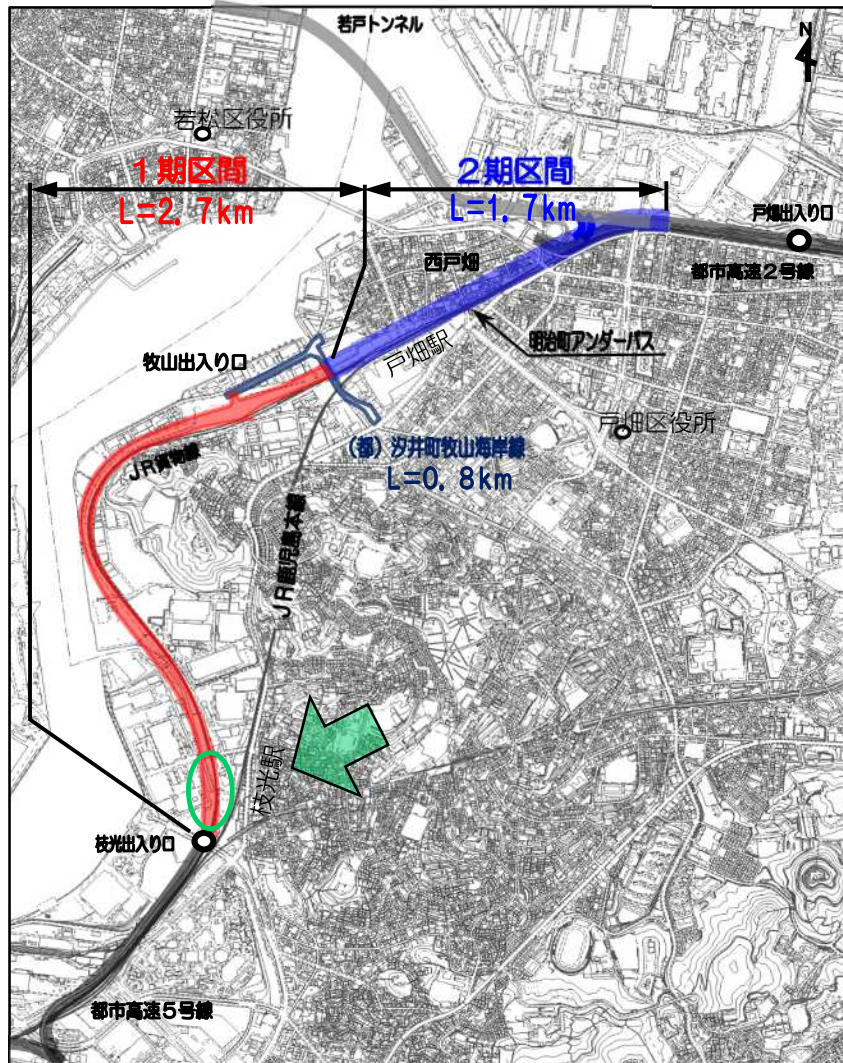 若戸トンネル
N
若松区役所
1期区間
L=2.7km
2期区間
L=1.7km
戸畑出入り口
都市高速2号線
西戸畑
明治町アンダーパス
戸畑駅
牧山出入り口
戸畑区役所
(都)汐井町牧山海岸線
L=0.8km
JR貨物線
JR鹿児島本線
枝光駅
枝光出入り口
都市高速5号線